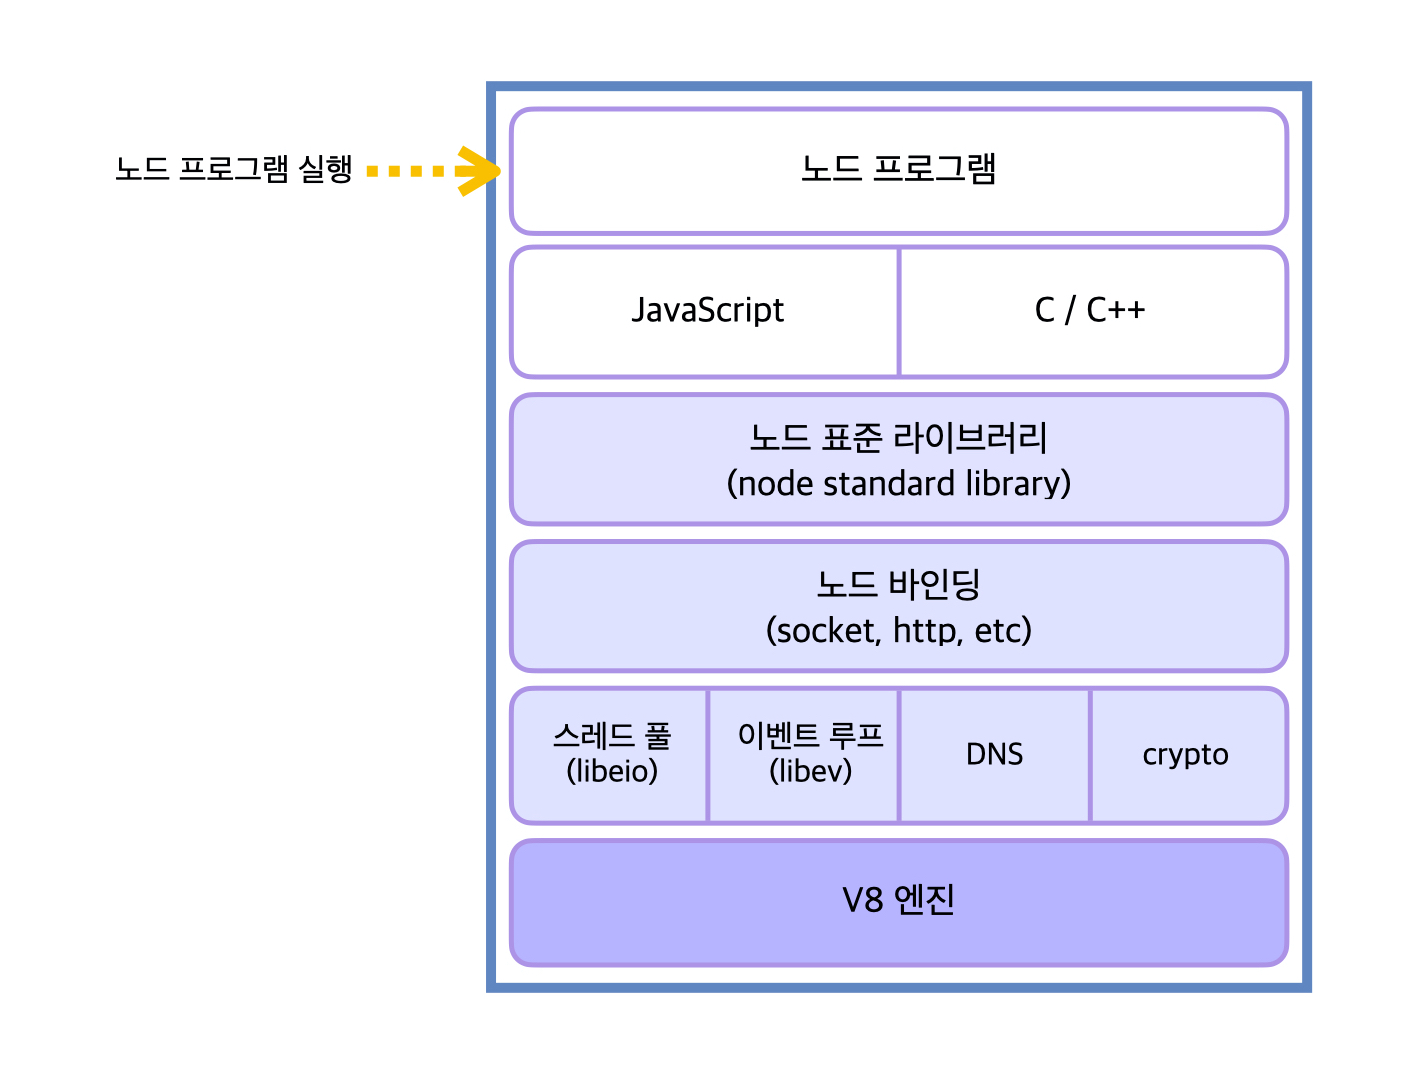 노드 프로그램 실행
노드 프로그램
JavaScript
C / C++
노드 표준 라이브러리
(node standard library)
노드 바인딩
(socket, http, etc)
스레드 풀
(libeio)
이벤트 루프
(libev)
DNS
crypto
V8 엔진